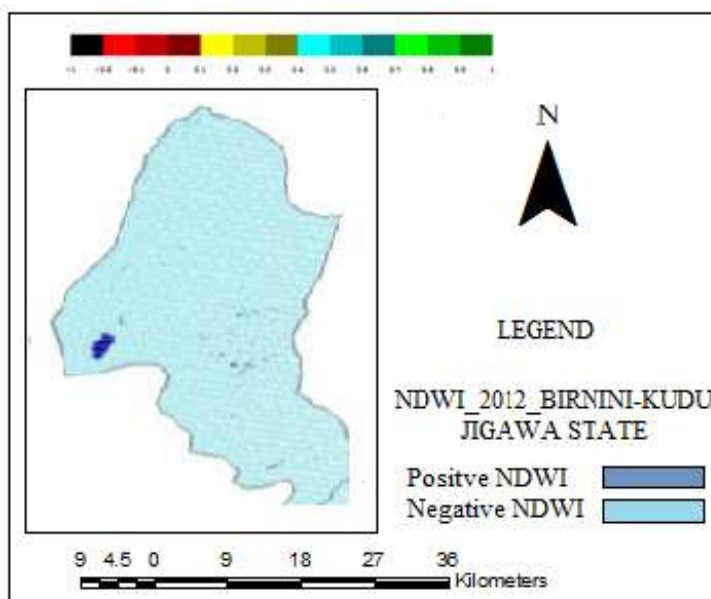 N
LEGEND
NDWI_2012_BIRNINI-KUDU
JIGAWA STATE
Positve NDWI
Negative NDWI
9 4.5 0 9 18 27 36
Kilometers